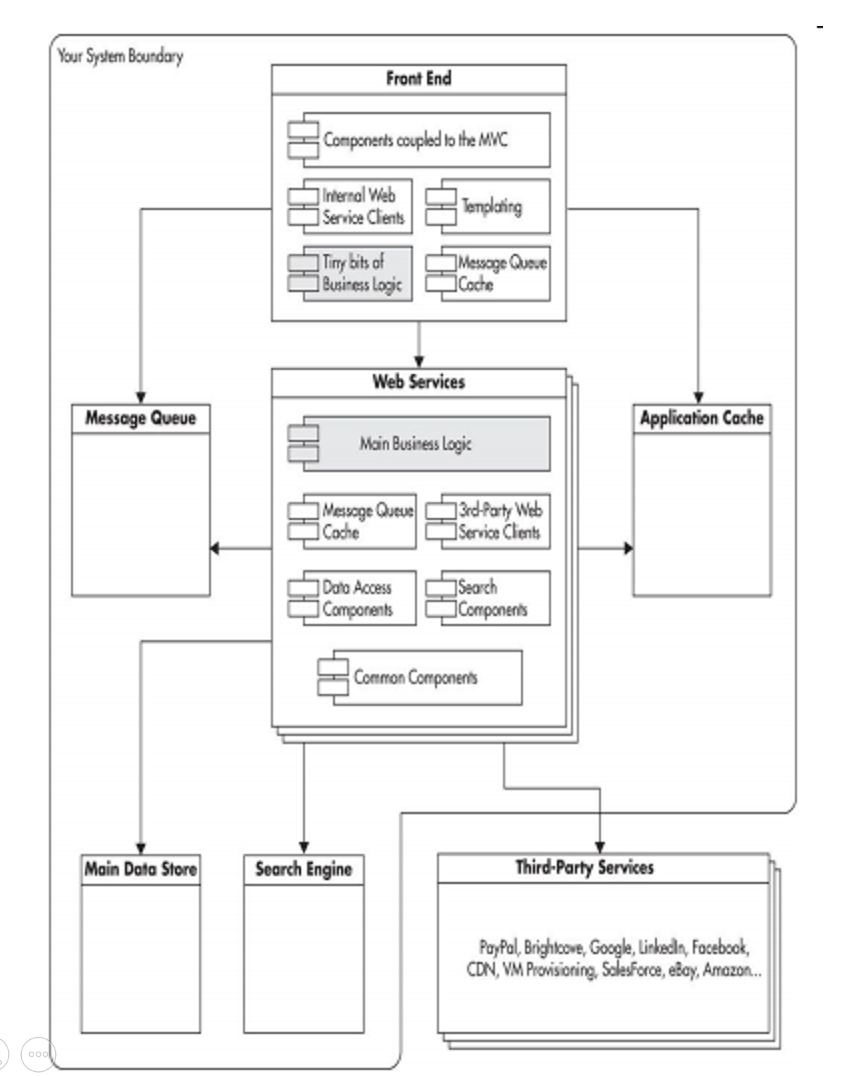 Your System Boundary
Front End
Components coupled to the MVC
Internal Web
Service Clients
Templating
Tiny bits of
Business Logic
Message Queue
Cache
Web Services
Message Queue
Application Cache
Main Business Logic
Message Queue
Cache
3rd-Party Web
Service Clients
Data Access
Components
Search
Components
Common Components
Main Data Store
Search Engine
Third-Party Services
PayPal, Brightcove, Google, LinkedIn, Facebook,
CDN, VM Provisioning, SalesForce, eBay, Amazon...